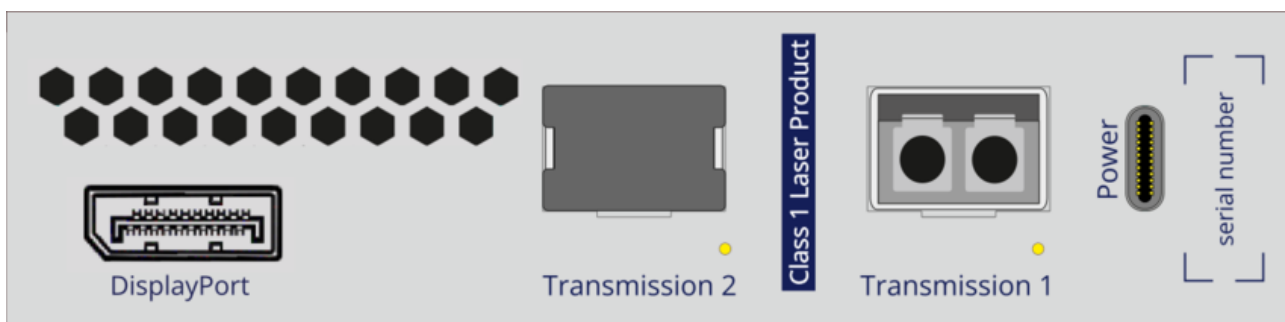 DisplayPort
Transmission 2
Class 1 Laser Product
Transmission 1
Power
serial number